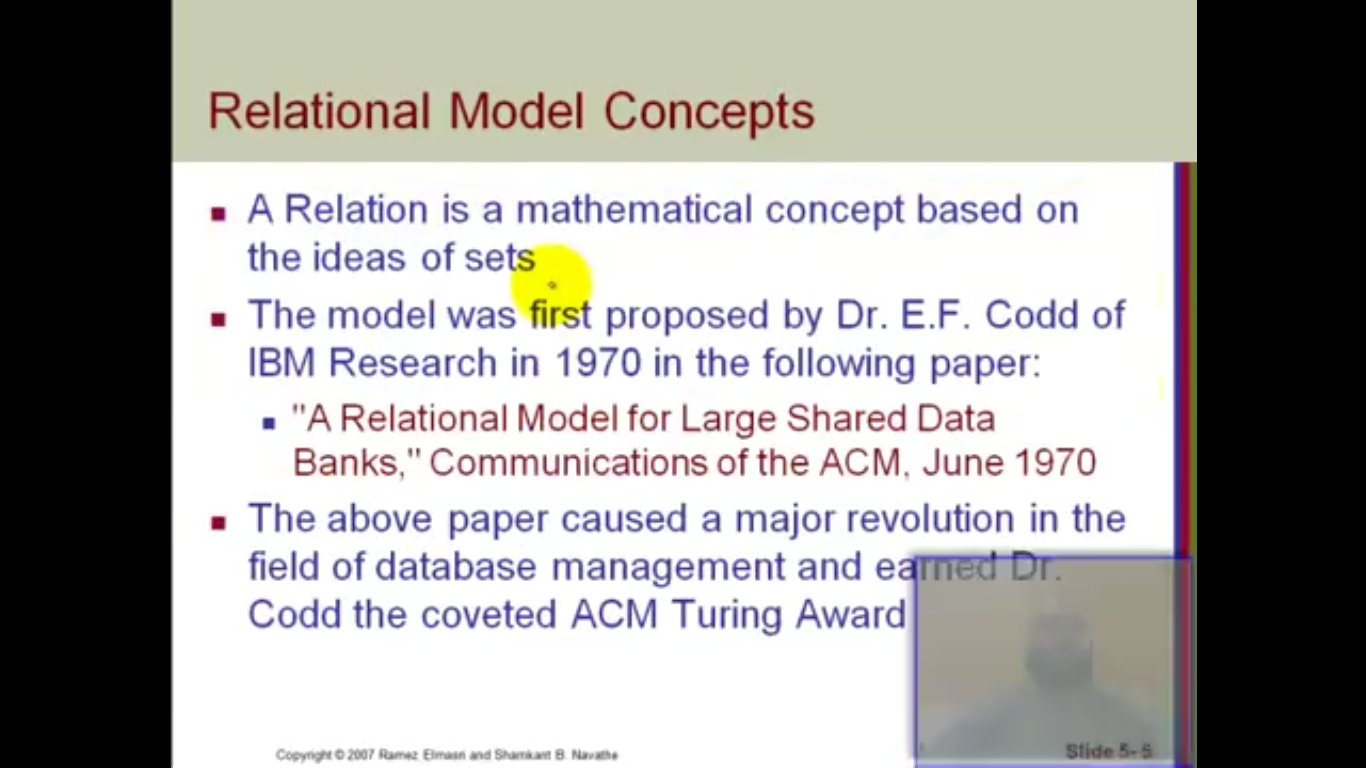 Relational Model Concepts
A Relation is a mathematical concept based on
the ideas of sets
The model was first proposed by Dr. E.F. Codd of
IBM Research in 1970 in the following paper:
"A Relational Model for Large Shared Data
Banks," Communications of the ACM, June 1970
The above paper caused a major revolution in the
field of database management and earned Dr.
Codd the coveted ACM Turing Award
Copyright © 2007 Ramez Elmasri and Shamkant B. Navathe
Slide 5- 5